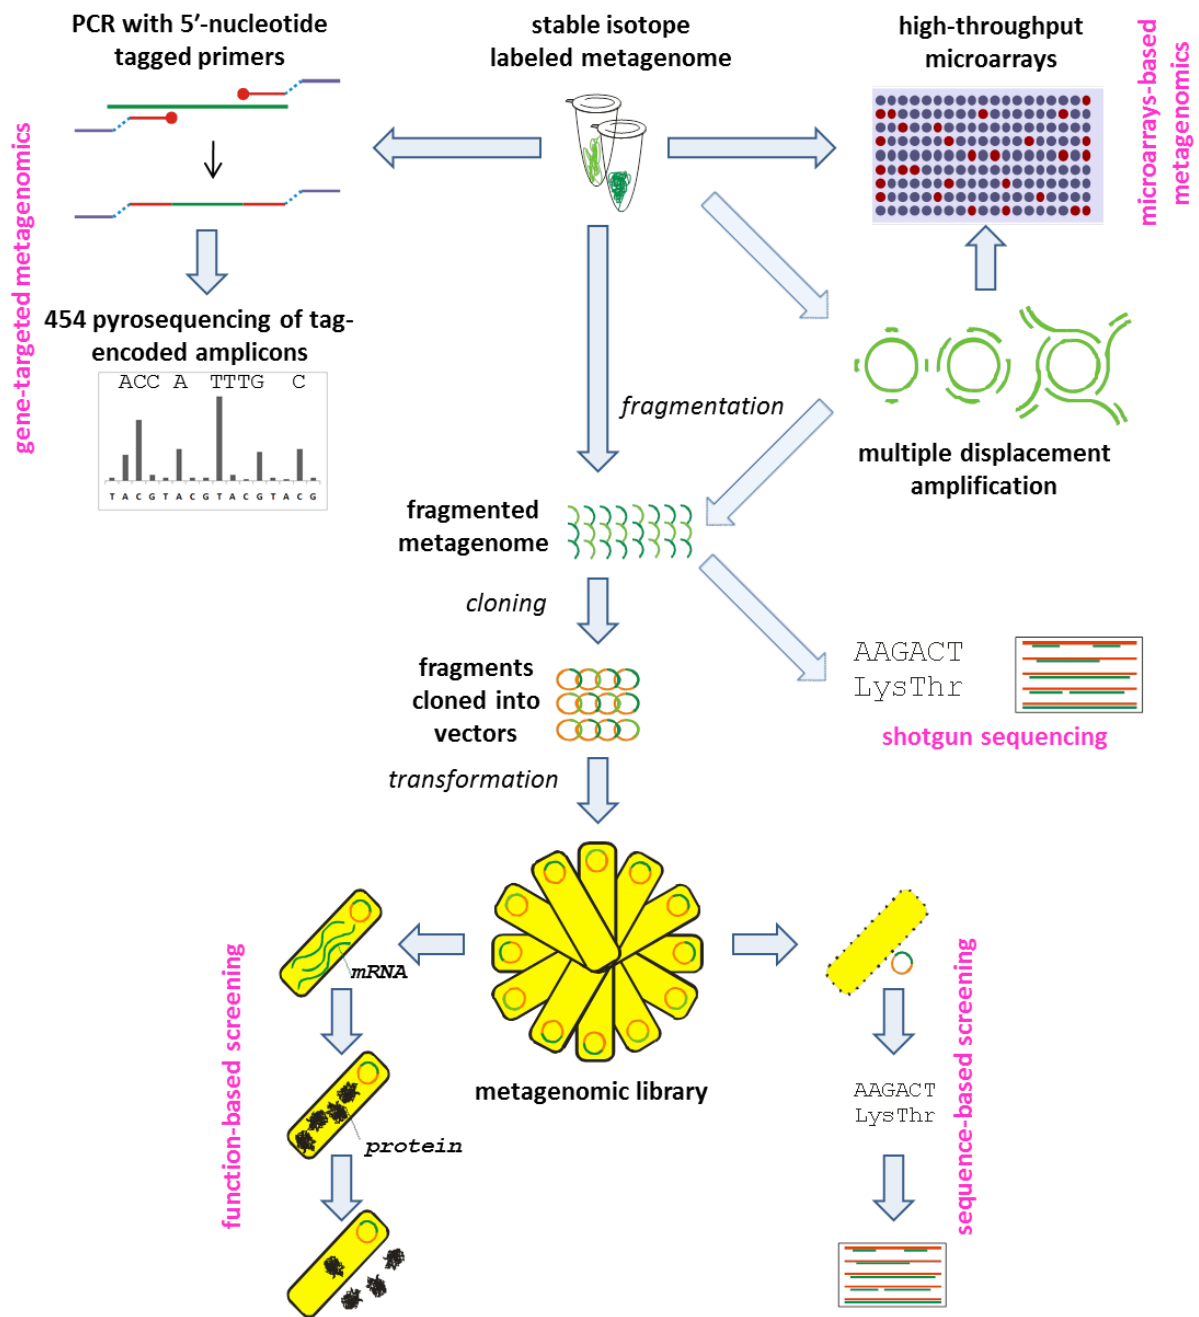 PCR with 5′-nucleotide
tagged primers
stable isotope
labeled metagenome
high-throughput
microarrays
microarrays-based
metagenomics
gene-targeted metagenomics
454 pyrosequencing of tag-
encoded amplicons
ACC A TTTG C
T A C G T A C G T A C G T A C G
fragmentation
multiple displacement
amplification
fragmented
metagenome
cloning
AAGACT
LysThr
shotgun sequencing
fragments
cloned into
vectors
transformation
mRNA
protein
function-based screening
metagenomic library
AAGACT
LysThr
sequence-based screening